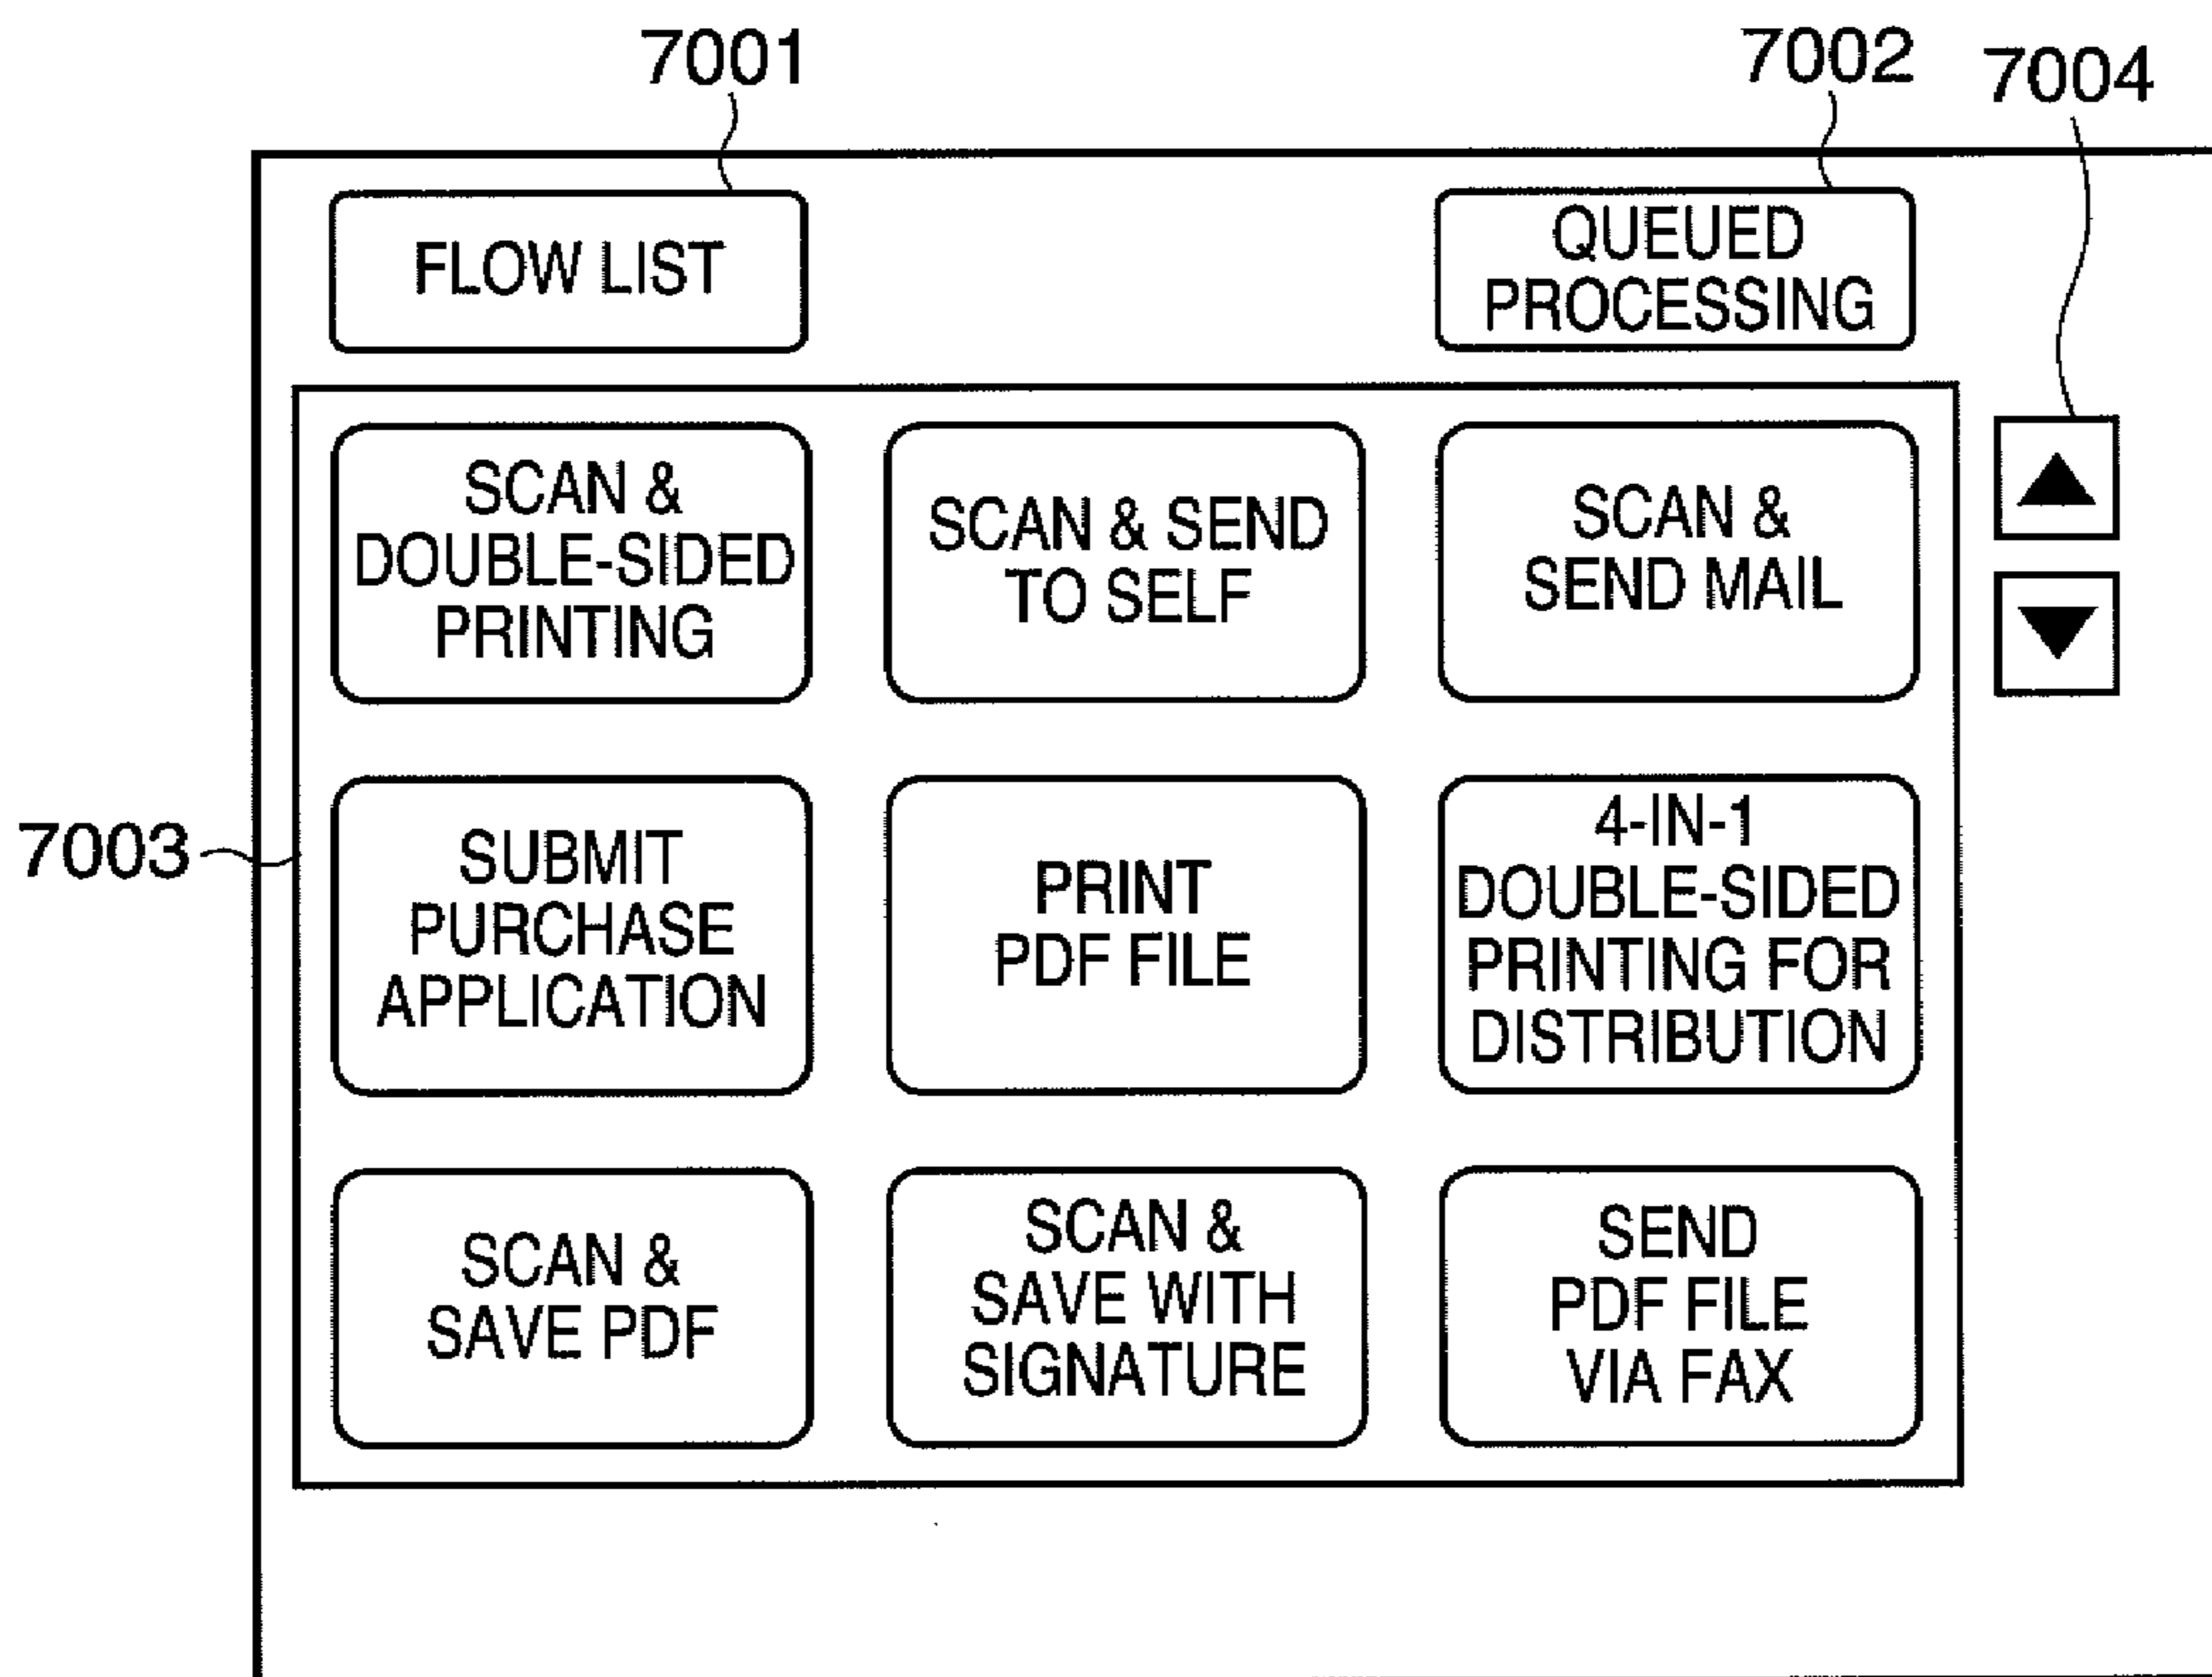 7001
7002
7004
FLOW LIST
QUEUED
PROCESSING
SCAN &
DOUBLE-SIDED
PRINTING
SCAN & SEND
TO SELF
SCAN &
SEND MAIL
7003
SUBMIT
PURCHASE
APPLICATION
PRINT
PDF FILE
4-IN-1
DOUBLE-SIDED
PRINTING FOR
DISTRIBUTION
SCAN &
SAVE PDF
SCAN &
SAVE WITH
SIGNATURE
SEND
PDF FILE
VIA FAX